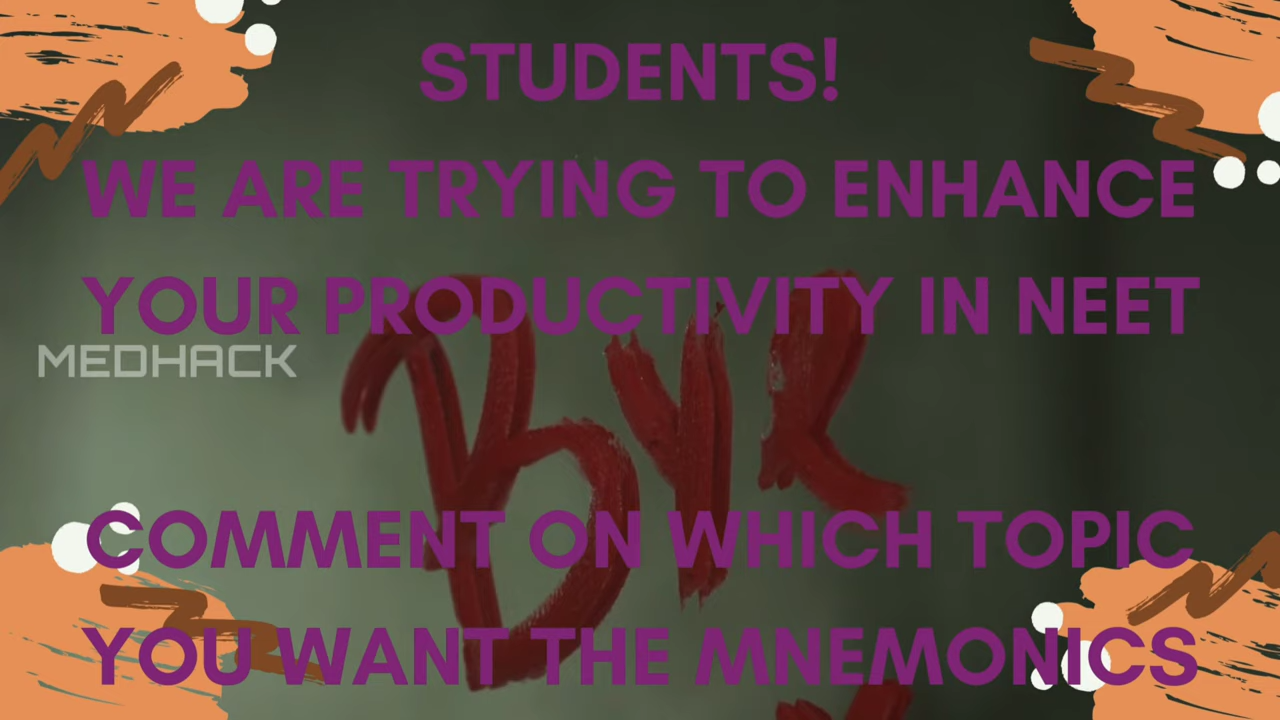 STUDENTS!
WE ARE TRYING TO ENHANCE
YOUR PRODUCTIVITY IN NEET
MEDHACK
COMMENT ON WHICH TOPIC
YOU WANT THE MNEMONICS